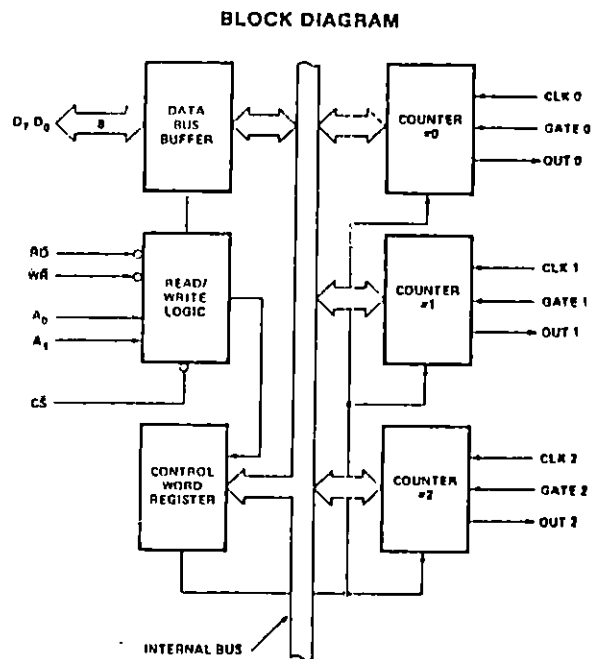 BLOCK DIAGRAM
D7 D0
8
DATA
BUS
BUFFER
COUNTER
#0
CLK 0
GATE 0
OUT 0
RD
WR
A0
A1
CS
READ/
WRITE
LOGIC
COUNTER
#1
CLK 1
GATE 1
OUT 1
CONTROL
WORD
REGISTER
COUNTER
#2
CLK 2
GATE 2
OUT 2
INTERNAL BUS